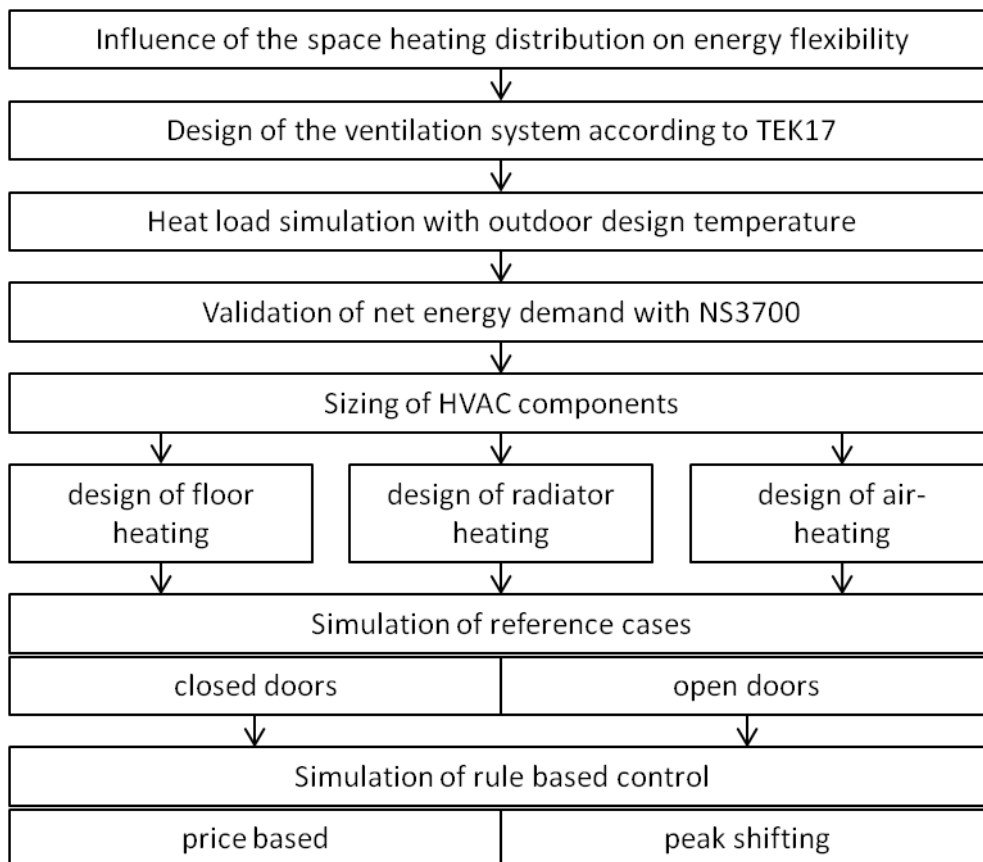 Influence of the space heating distribution on energy flexibility
Design of the ventilation system according to TEK17
Heat load simulation with outdoor design temperature
Validation of net energy demand with NS3700
Sizing of HVAC components
design of floor
heating
design of radiator
heating
design of air-
heating
Simulation of reference cases
closed doors
open doors
Simulation of rule based control
price based
peak shifting